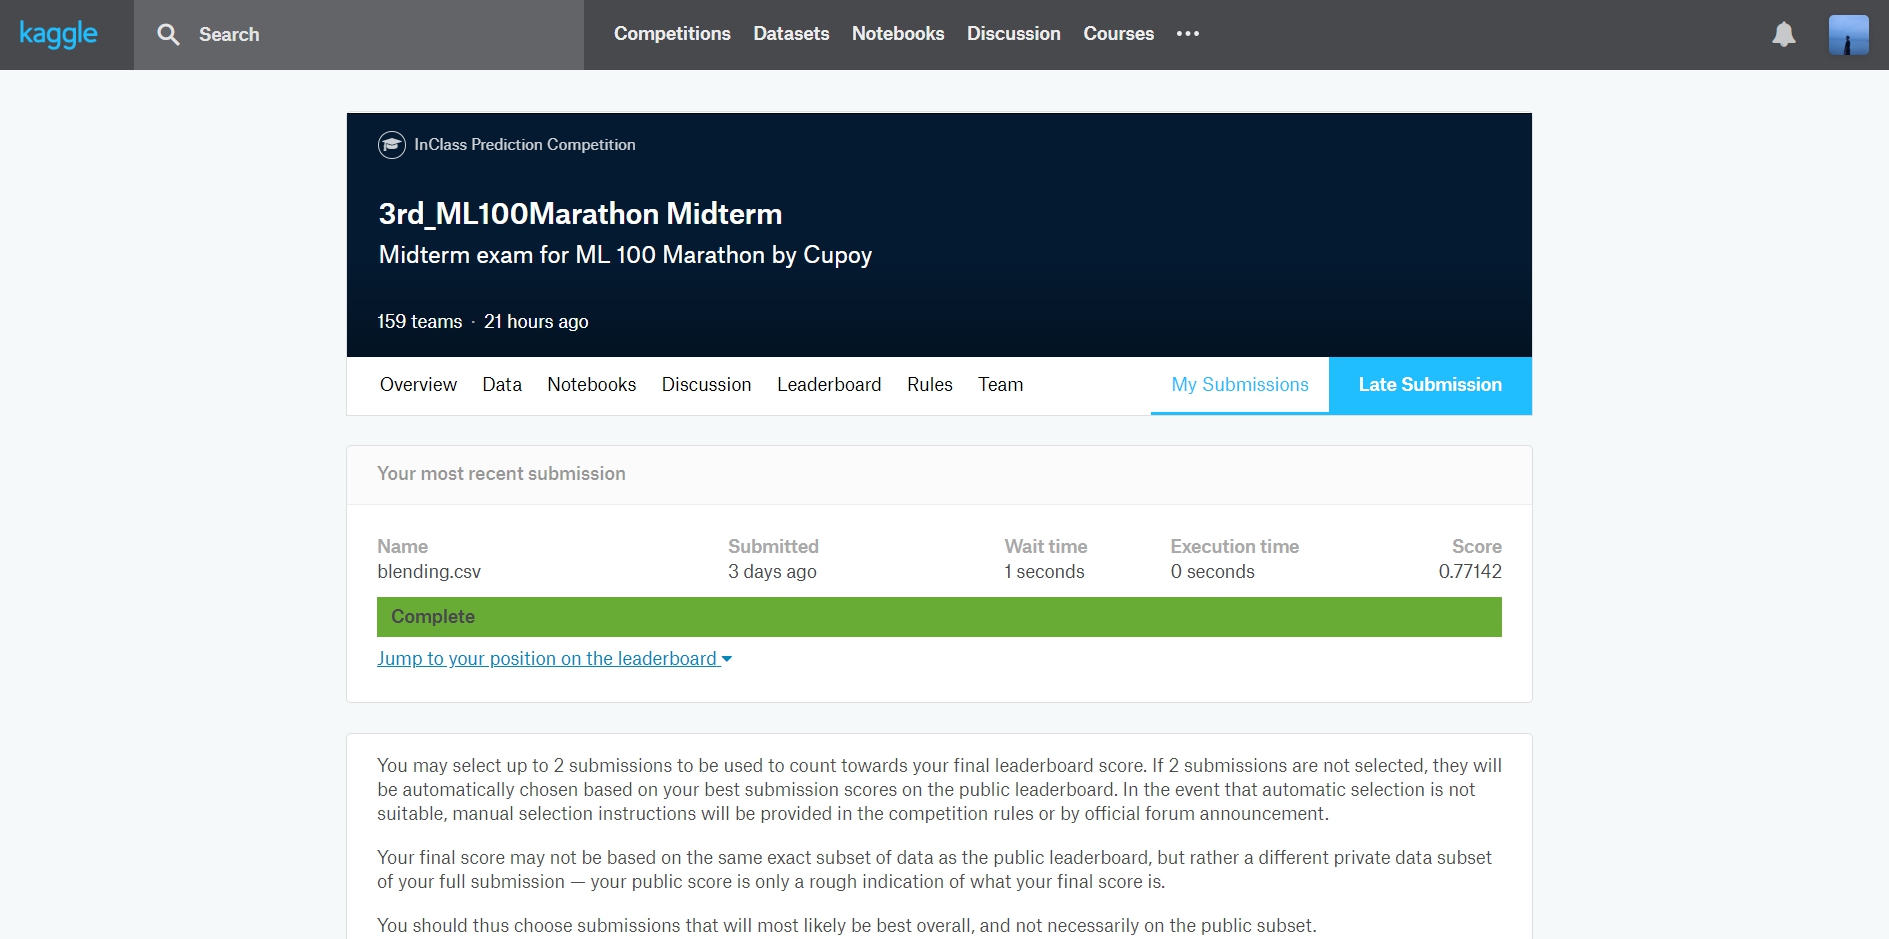 kaggle
Search
Competitions Datasets Notebooks Discussion Courses •••
InClass Prediction Competition
3rd_ML100Marathon Midterm
Midterm exam for ML 100 Marathon by Cupoy
159 teams · 21 hours ago
Overview Data Notebooks Discussion Leaderboard Rules Team My Submissions Late Submission
Your most recent submission
Name Submitted Wait time Execution time Score
blending.csv 3 days ago 1 seconds 0 seconds 0.77142
Complete
Jump to your position on the leaderboard
You may select up to 2 submissions to be used to count towards your final leaderboard score. If 2 submissions are not selected, they will
be automatically chosen based on your best submission scores on the public leaderboard. In the event that automatic selection is not
suitable, manual selection instructions will be provided in the competition rules or by official forum announcement.
Your final score may not be based on the same exact subset of data as the public leaderboard, but rather a different private data subset
of your full submission — your public score is only a rough indication of what your final score is.
You should thus choose submissions that will most likely be best overall, and not necessarily on the public subset.